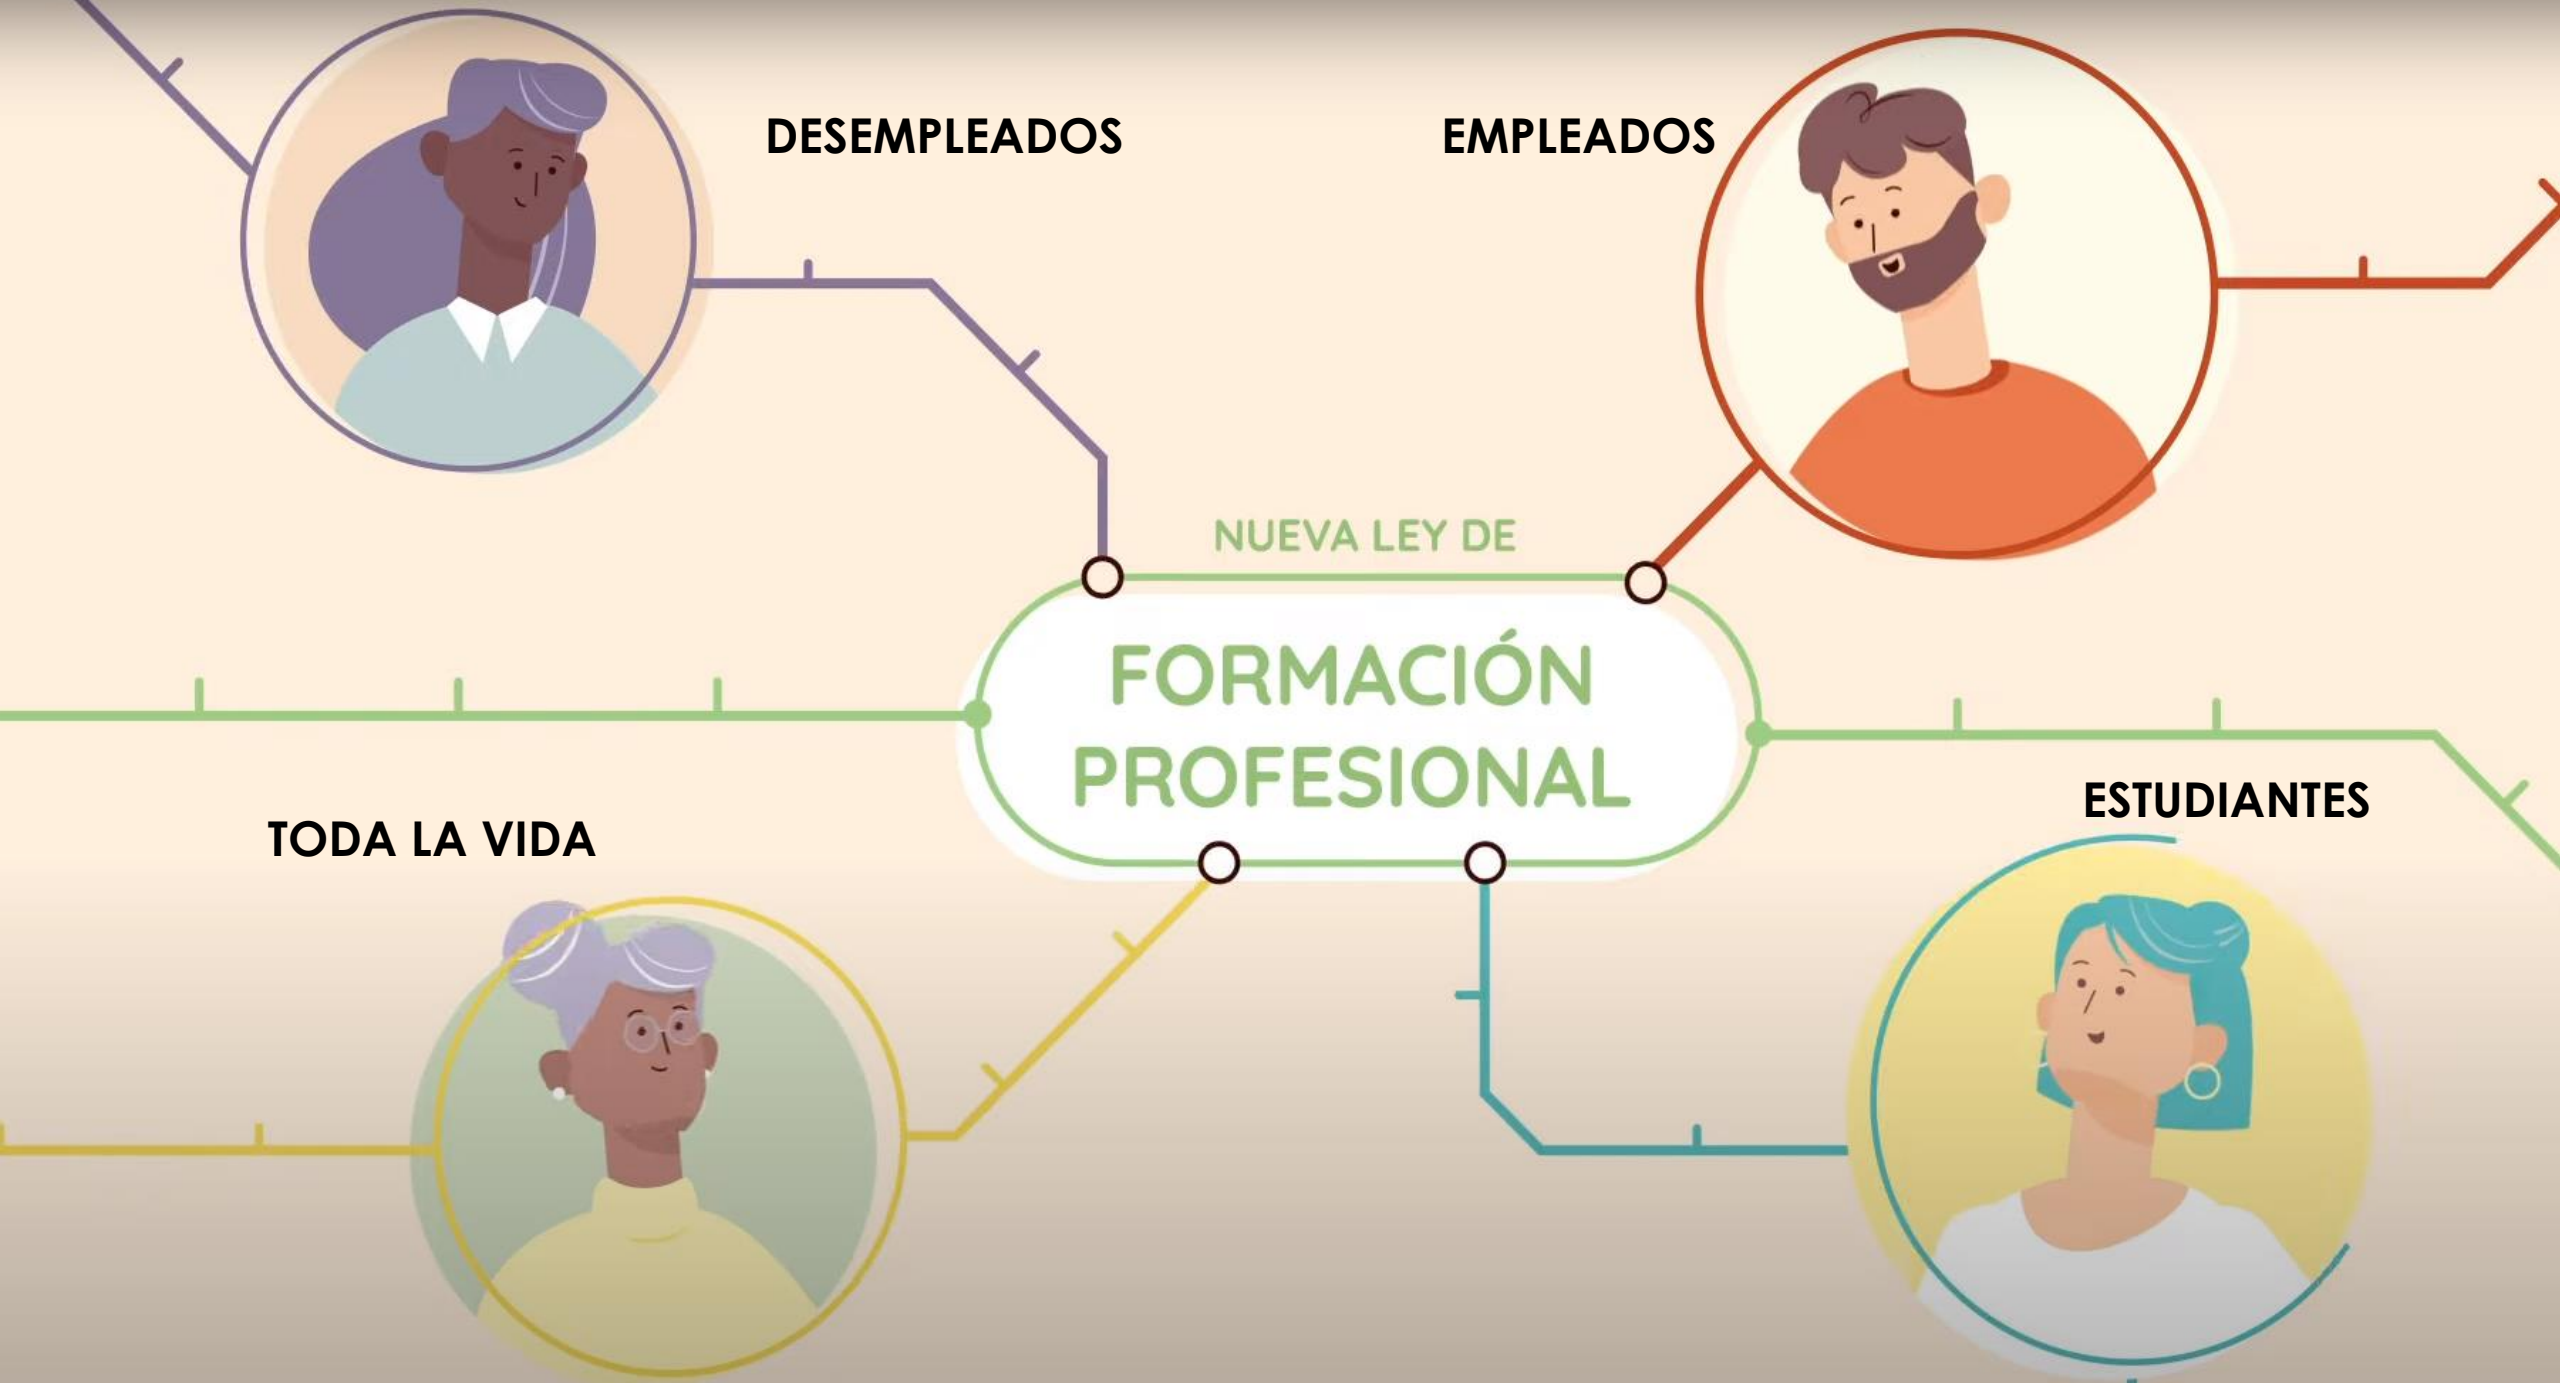 DESEMPLEADOS
EMPLEADOS
NUEVA LEY DE
FORMACIÓN
PROFESIONAL
TODA LA VIDA
ESTUDIANTES